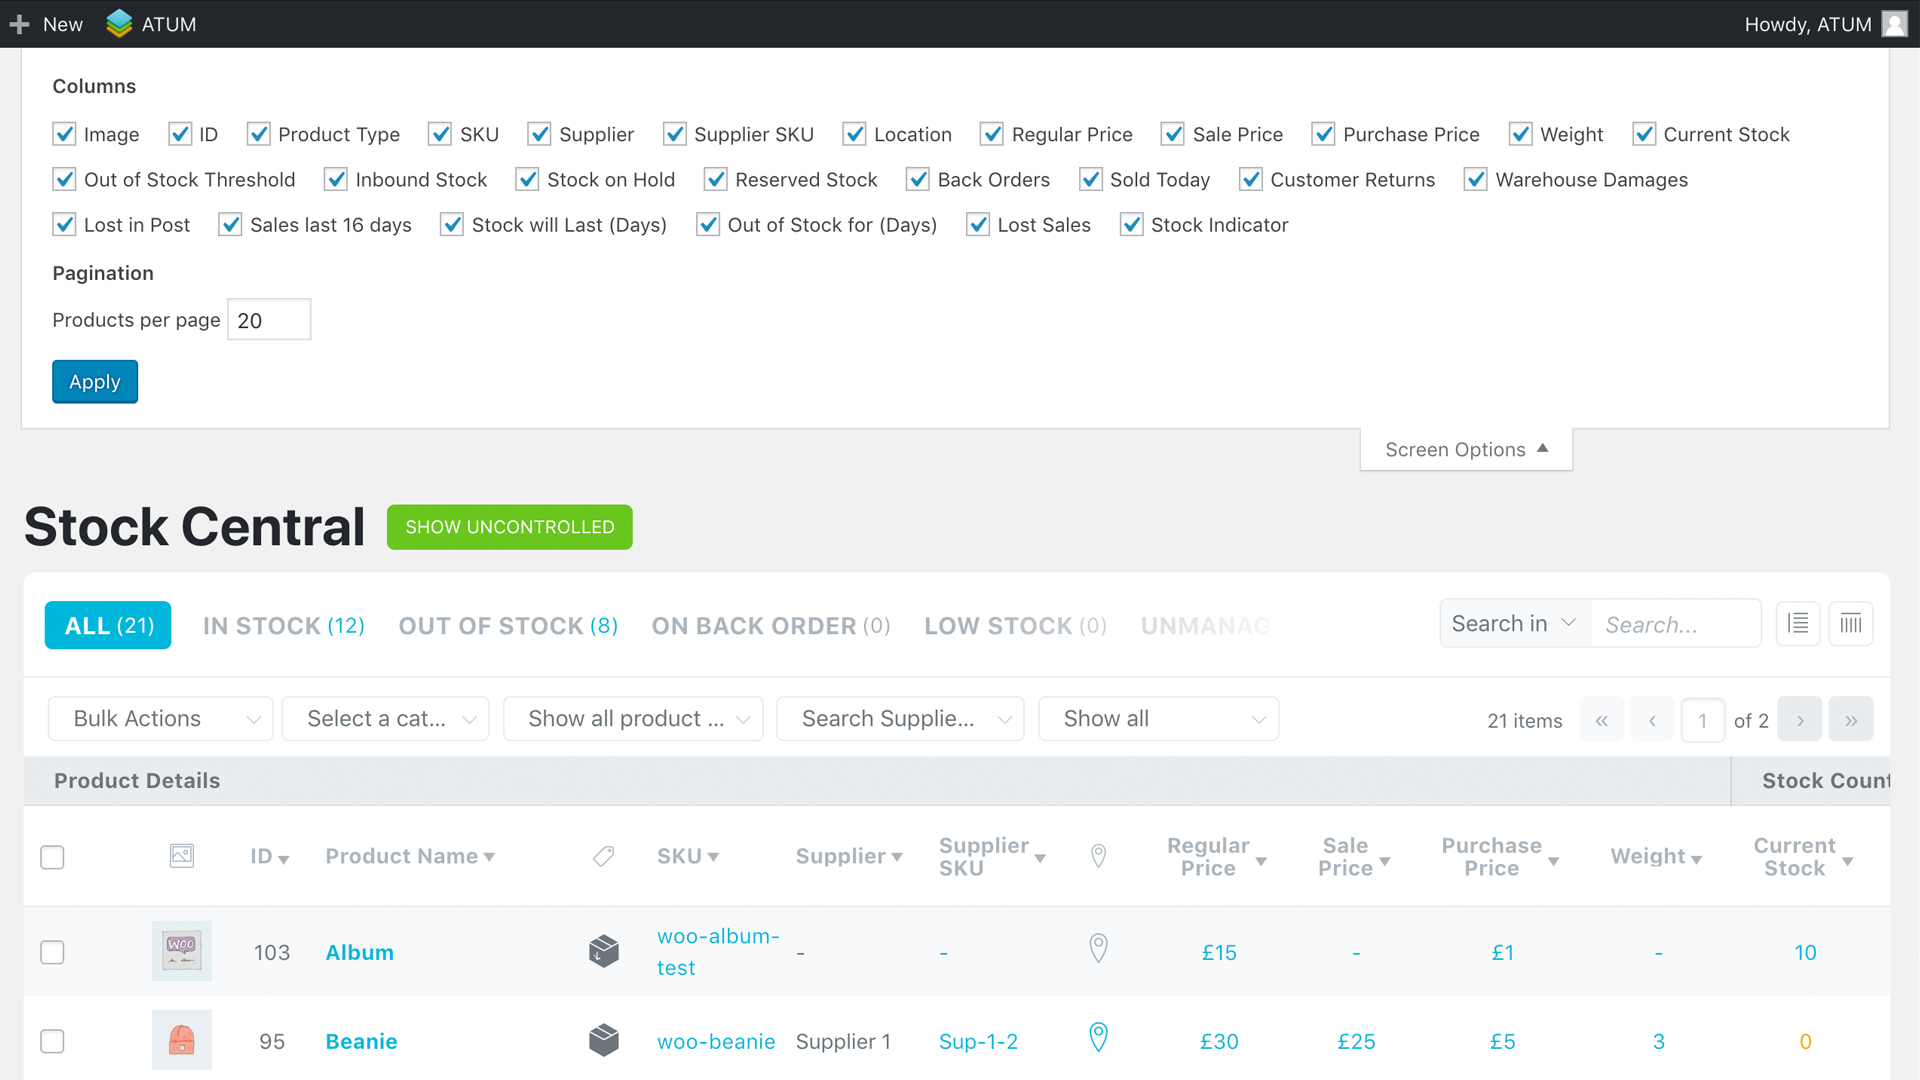 New ATUM Howdy, ATUM
Columns
Image ID Product Type SKU Supplier Supplier SKU Location Regular Price Sale Price Purchase Price Weight Current Stock
Out of Stock Threshold Inbound Stock Stock on Hold Reserved Stock Back Orders Sold Today Customer Returns Warehouse Damages
Lost in Post Sales last 16 days Stock will Last (Days) Out of Stock for (Days) Lost Sales Stock Indicator
Pagination
Products per page 20
Apply
Screen Options
Stock Central SHOW UNCONTROLLED
ALL (21) IN STOCK (12) OUT OF STOCK (8) ON BACK ORDER (0) LOW STOCK (0) UNMANAG Search in Search...
Bulk Actions Select a cat... Show all product ... Search Supplie... Show all 21 items « ‹ 1 of 2 › »
Product Details Stock Count
ID Product Name SKU Supplier Supplier SKU Regular Price Sale Price Purchase Price Weight Current Stock
WOO 103 Album woo-album-test - - £15 - £1 - 10
95 Beanie woo-beanie Supplier 1 Sup-1-2 £30 £25 £5 3 0